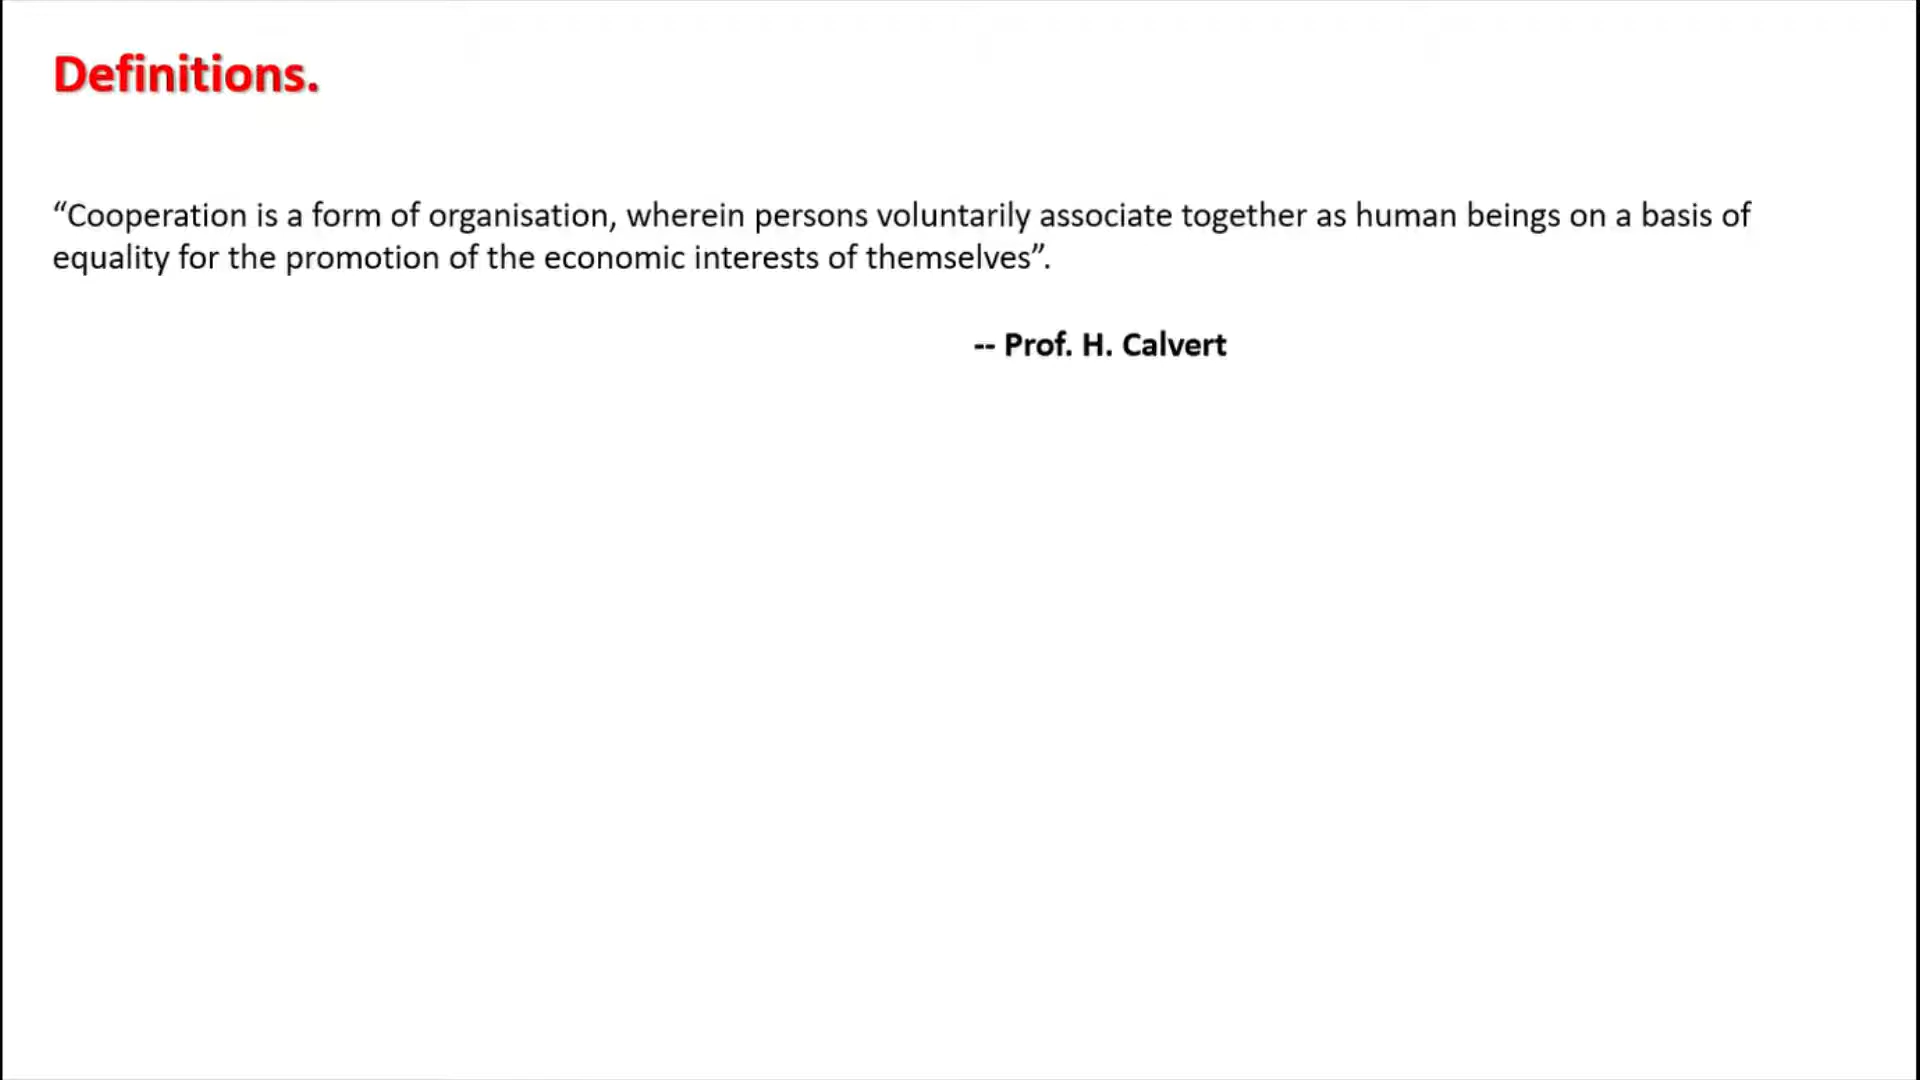 Definitions.
“Cooperation is a form of organisation, wherein persons voluntarily associate together as human beings on a basis of
equality for the promotion of the economic interests of themselves”.
-- Prof. H. Calvert